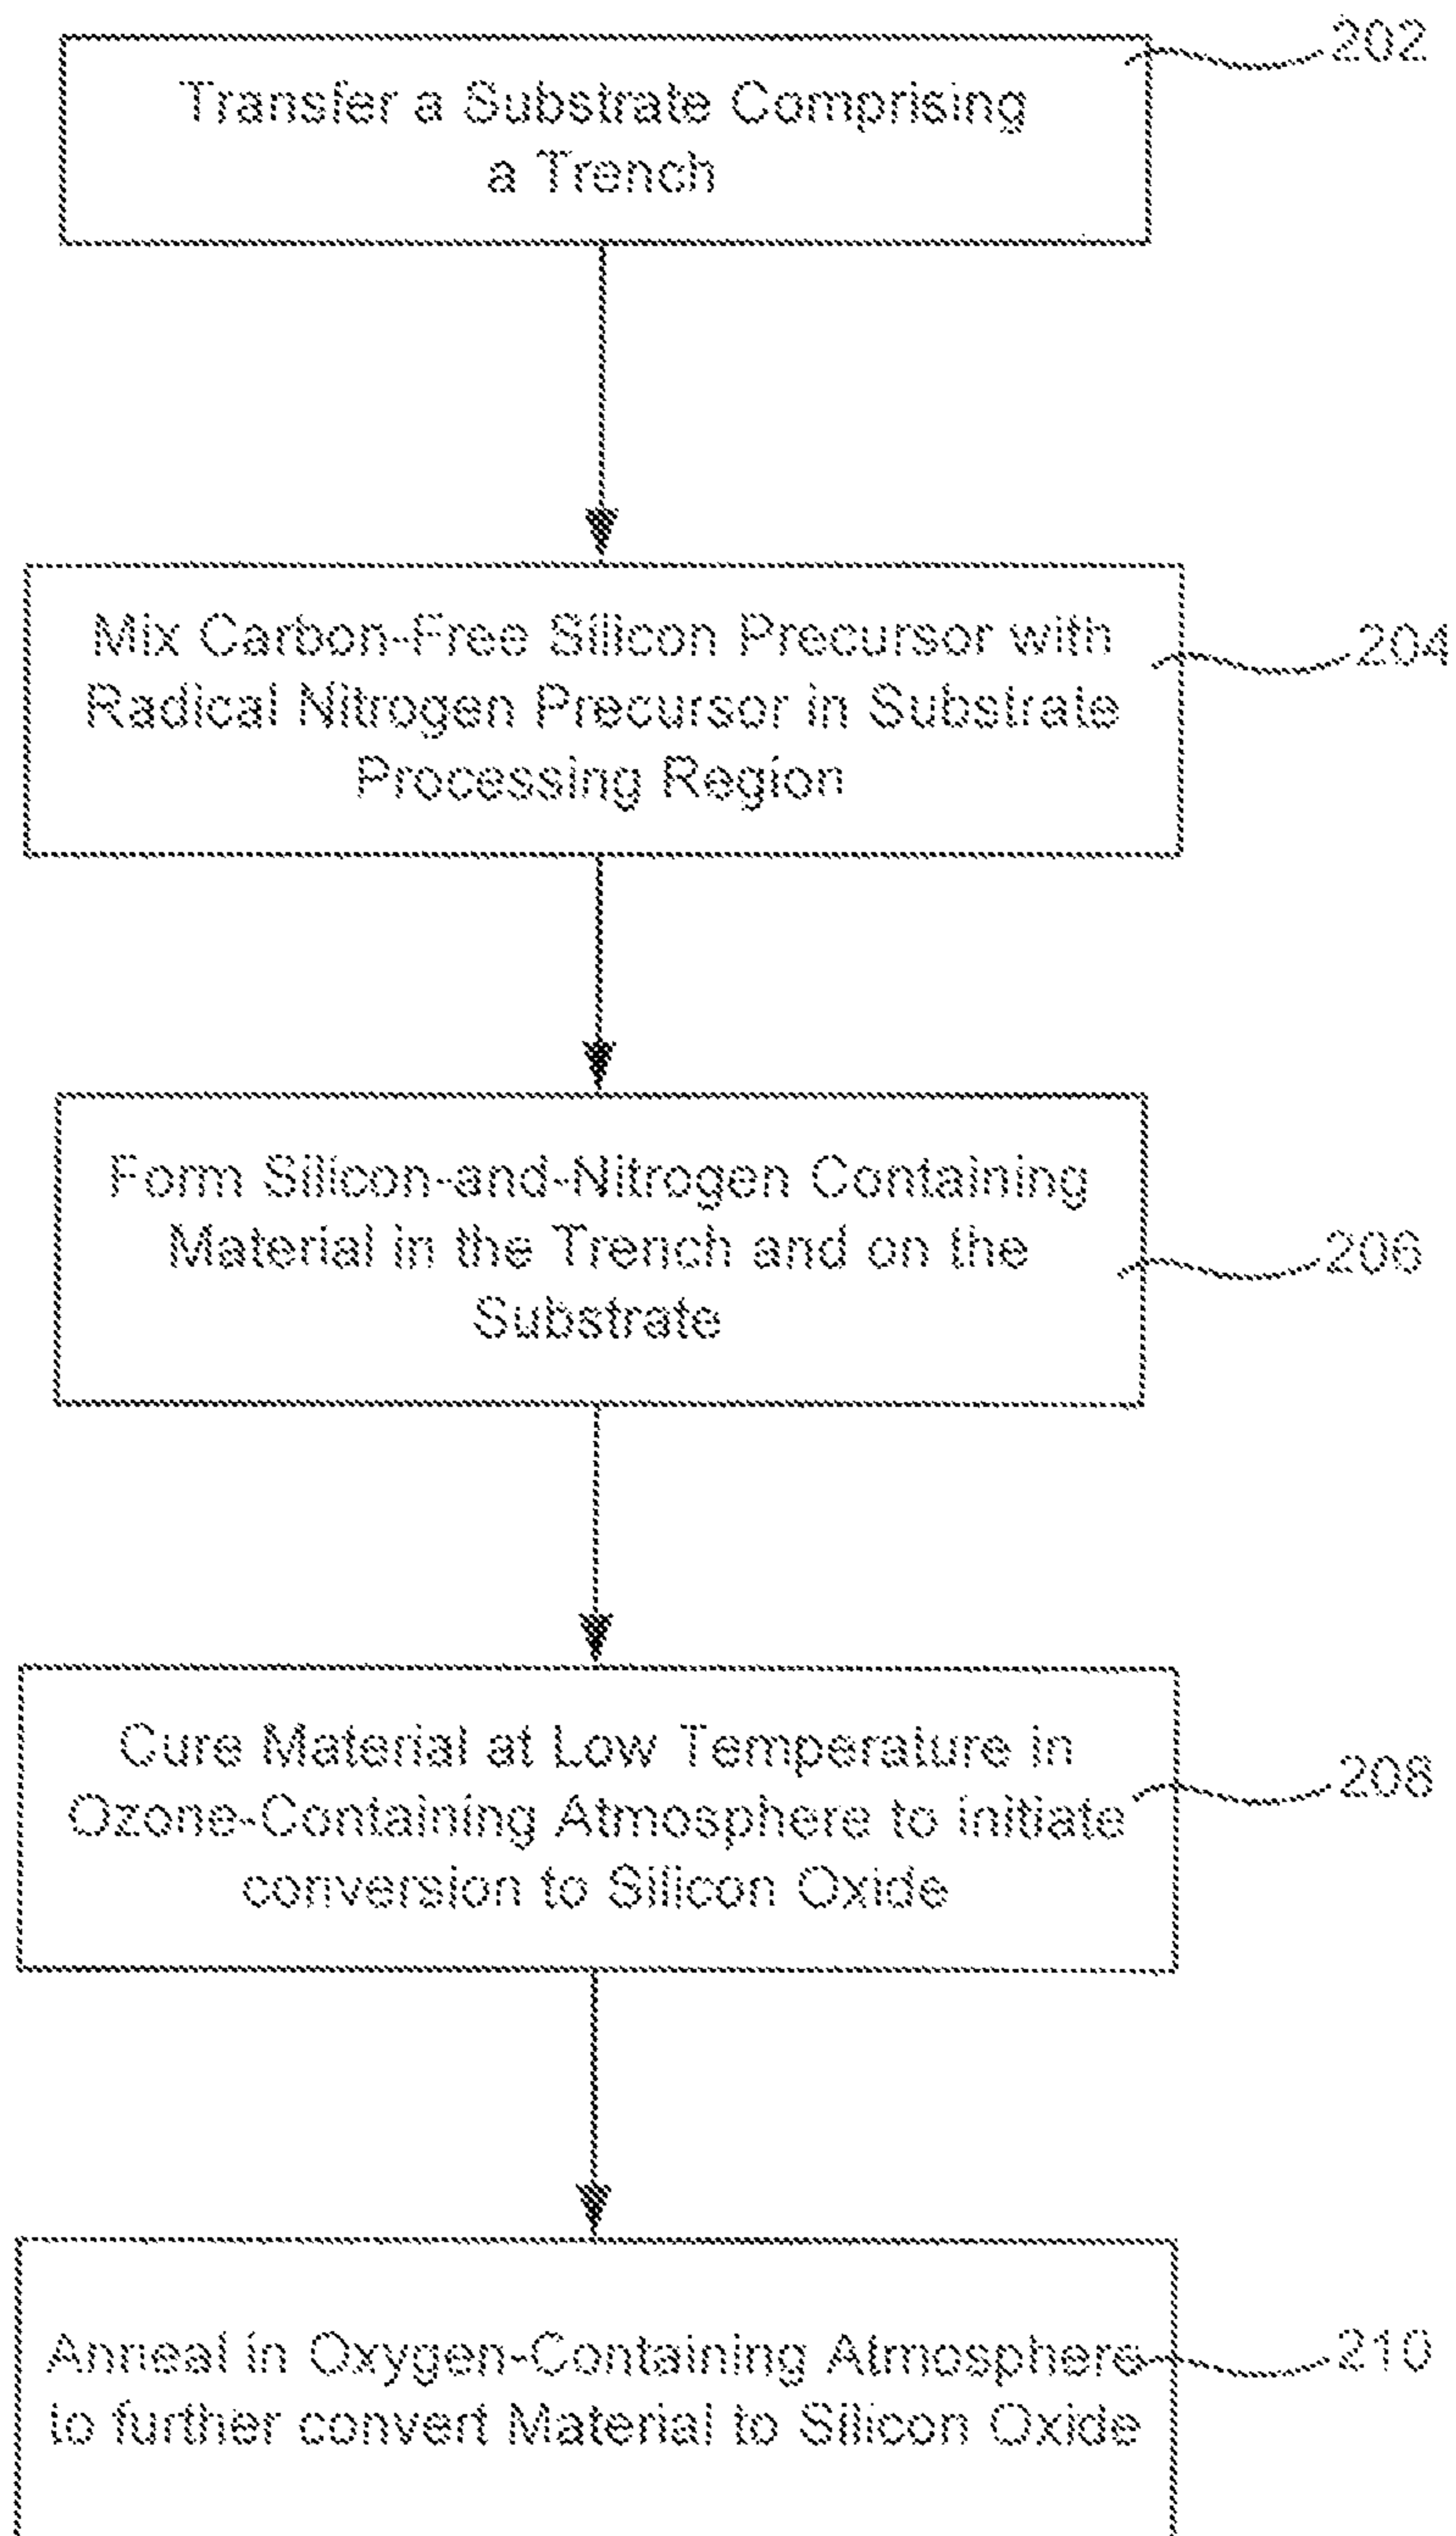 202
Transfer a Substrate Comprising
a Trench
Mix Carbon-Free Silicon Precursor with
204
Radical Nitrogen Precursor in Substrate
Processing Region
Form Silicon-and-Nitrogen Containing
Material in the Trench and on the
206
Substrate
Cure Material at Low Temperature in
208
Ozone-Containing Atmosphere to initiate
conversion to Silicon Oxide
Anneal in Oxygen-Containing Atmosphere
210
to further convert Material to Silicon Oxide